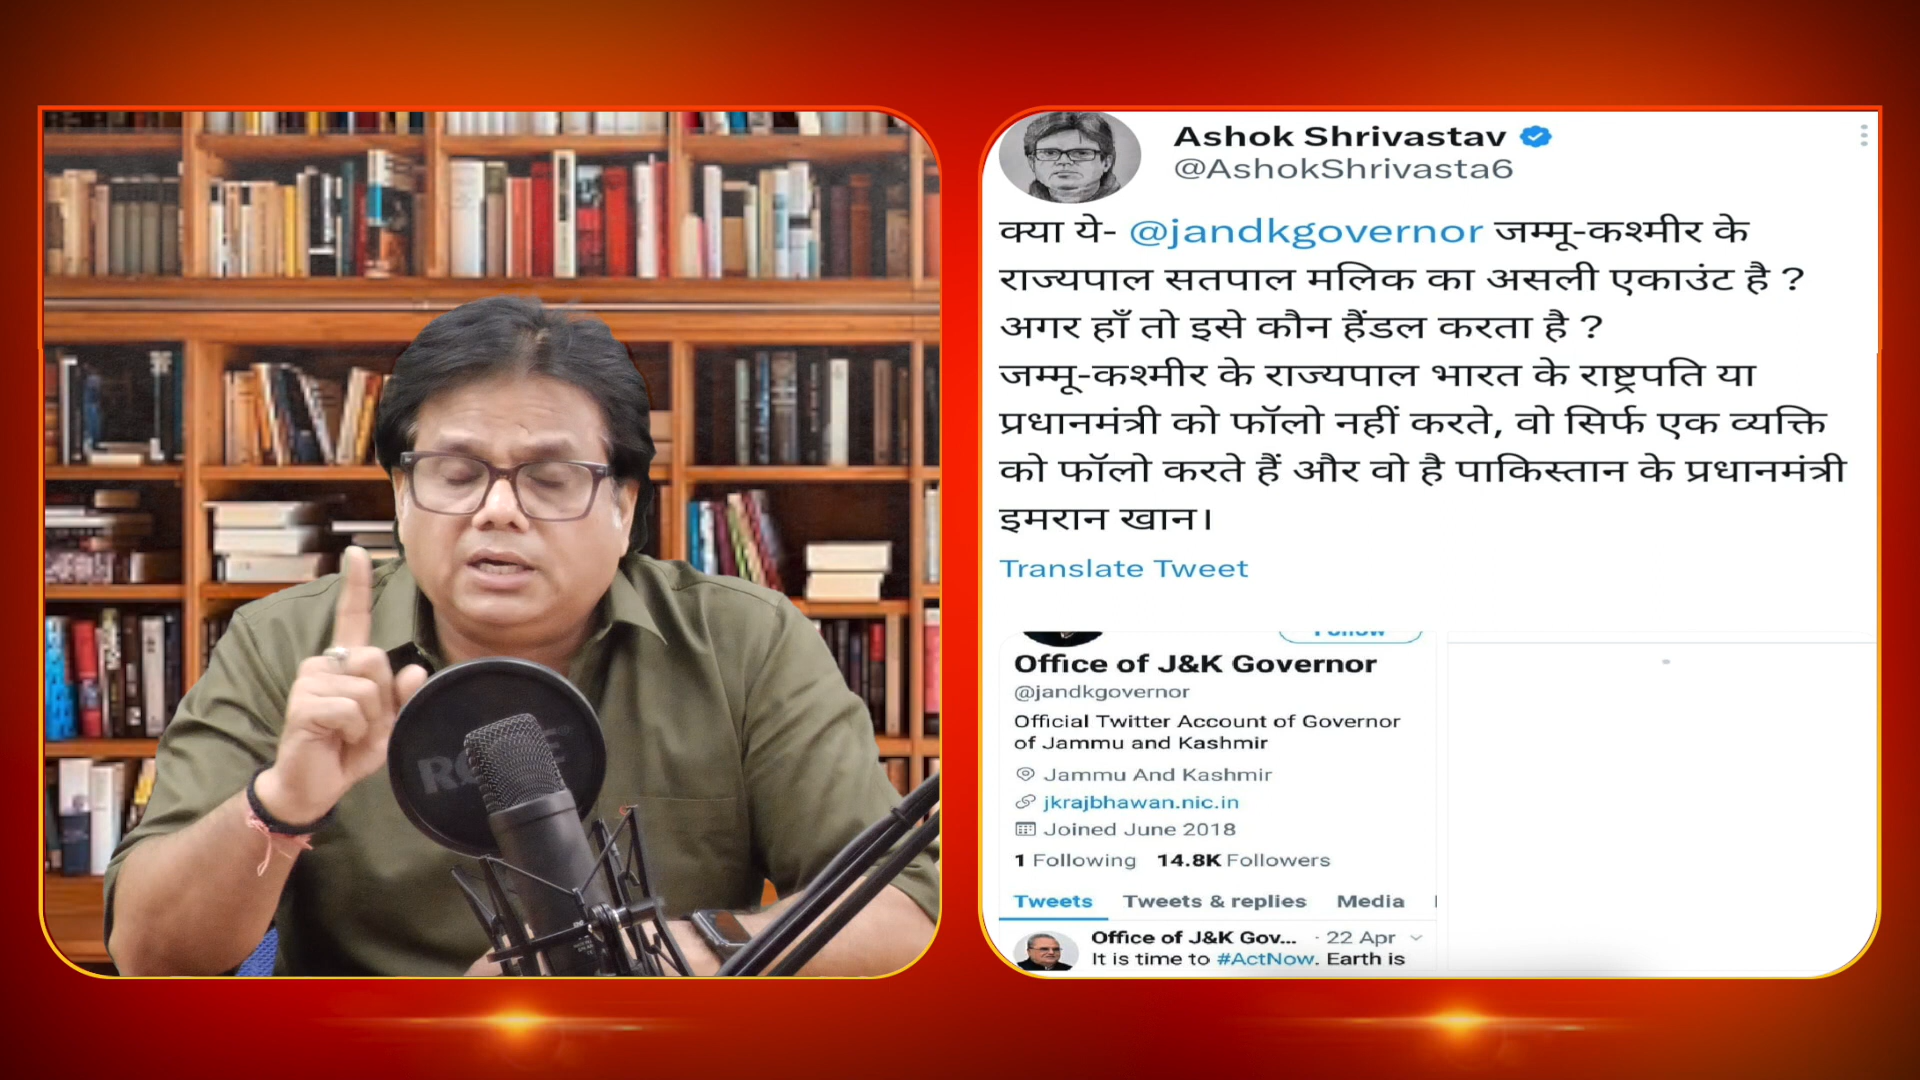 Ashok Shrivastav
@AshokShrivasta6
क्या ये- @jandkgovernor जम्मू-कश्मीर के
राज्यपाल सतपाल मलिक का असली एकाउंट है ?
अगर हाँ तो इसे कौन हैंडल करता है ?
जम्मू-कश्मीर के राज्यपाल भारत के राष्ट्रपति या
प्रधानमंत्री को फॉलो नहीं करते, वो सिर्फ एक व्यक्ति
को फॉलो करते हैं और वो है पाकिस्तान के प्रधानमंत्री
इमरान खान।
Translate Tweet
Follow
Office of J&K Governor
@jandkgovernor
Official Twitter Account of Governor
of Jammu and Kashmir
Jammu And Kashmir
jkrajbhawan.nic.in
Joined June 2018
1 Following 14.8K Followers
Tweets Tweets & replies Media
Office of J&K Gov... · 22 Apr
It is time to #ActNow. Earth is